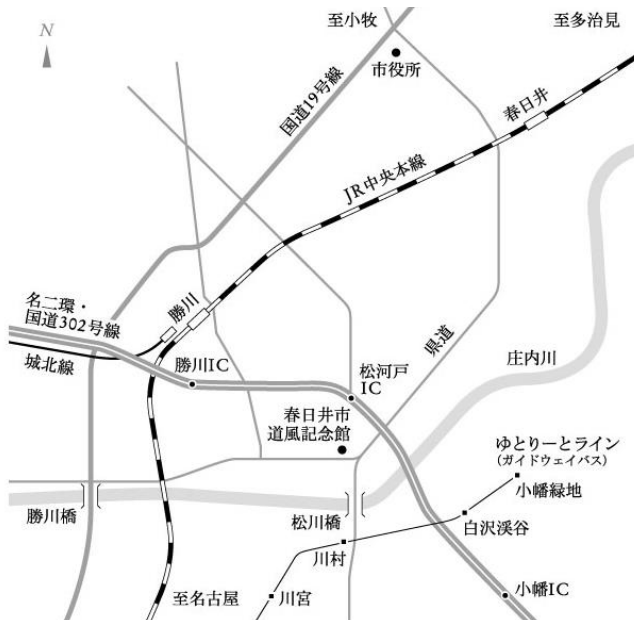 N
至小牧
至多治見
市役所
国道19号線
春日井
JR中央本線
名二環・
国道302号線
勝川
県道
城北線
勝川IC
松河戸
IC
庄内川
春日井市
道風記念館
ゆとりーとライン
(ガイドウェイバス)
小幡緑地
勝川橋
松川橋
白沢渓谷
川村
至名古屋
川宮
小幡IC